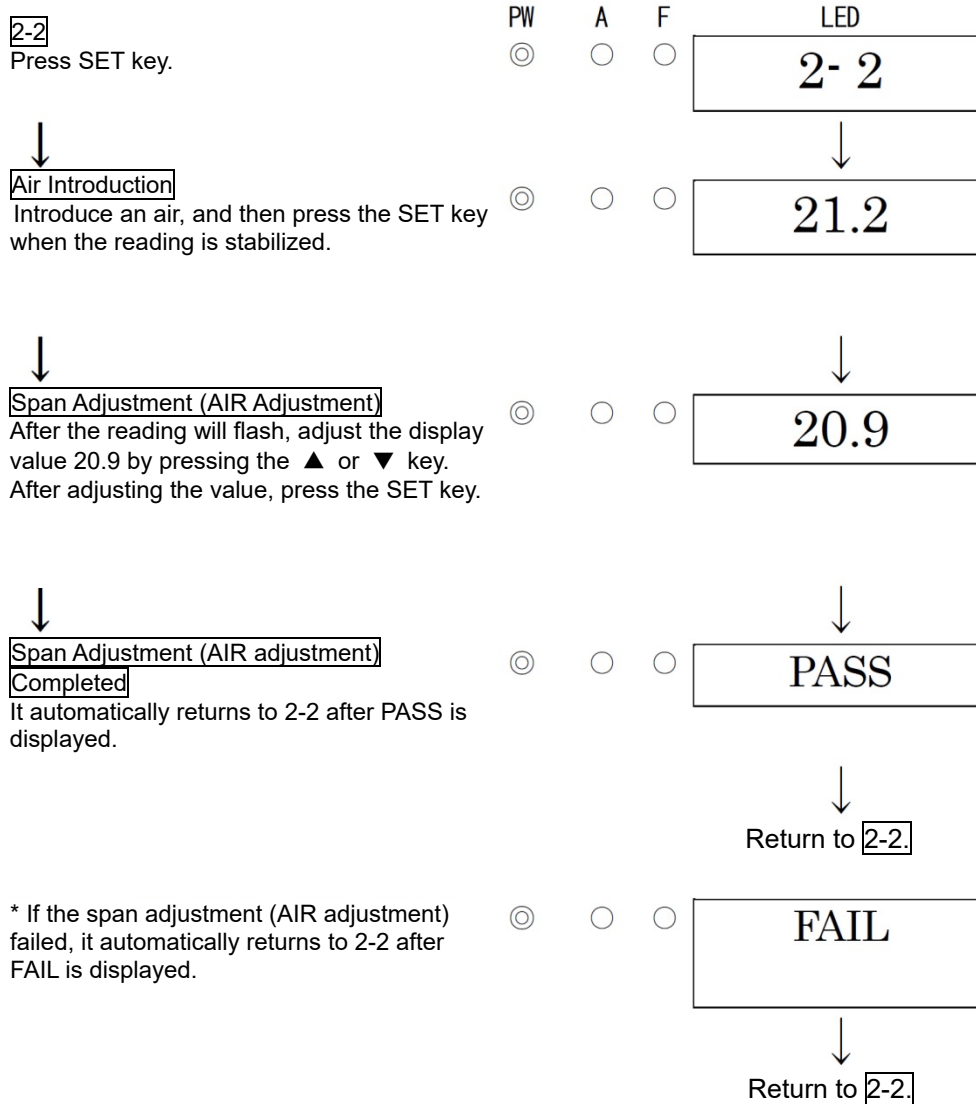 PW A F LED
2-2
Press SET key.
◎ ○ ○ 2- 2
↓ ↓
Air Introduction
Introduce an air, and then press the SET key
when the reading is stabilized.
◎ ○ ○ 21.2
↓ ↓
Span Adjustment (AIR Adjustment)
After the reading will flash, adjust the display
value 20.9 by pressing the ▲ or ▼ key.
After adjusting the value, press the SET key.
◎ ○ ○ 20.9
↓ ↓
Span Adjustment (AIR adjustment)
Completed
It automatically returns to 2-2 after PASS is
displayed.
◎ ○ ○ PASS
↓
Return to 2-2.
* If the span adjustment (AIR adjustment)
failed, it automatically returns to 2-2 after
FAIL is displayed.
◎ ○ ○ FAIL
↓
Return to 2-2.